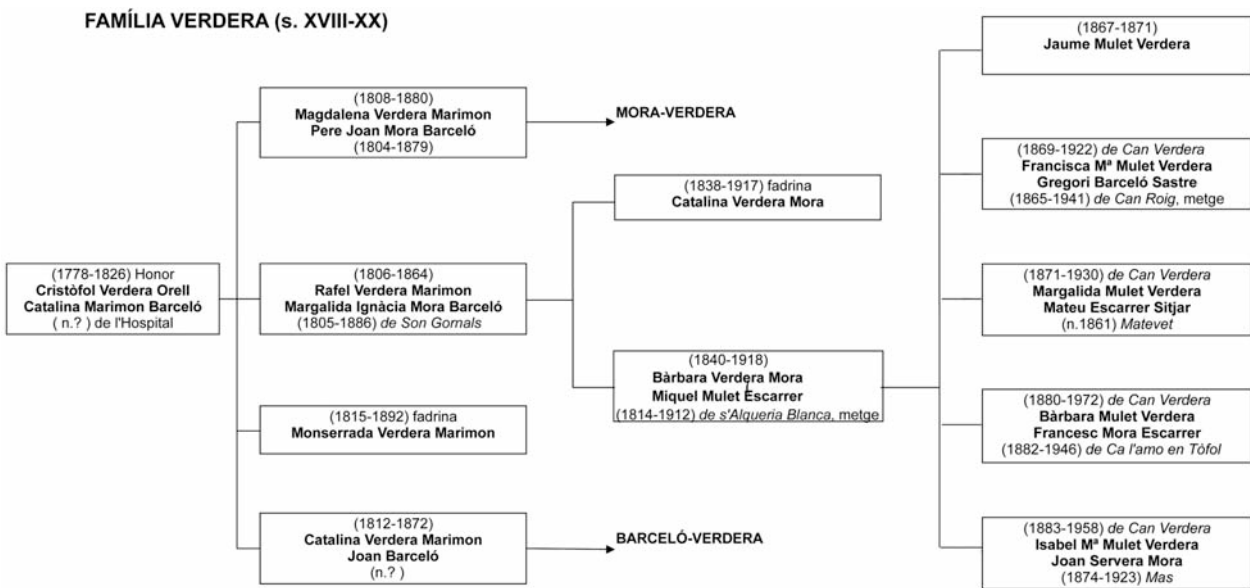 FAMÍLIA VERDERA (s. XVIII-XX)
(1778-1826) Honor
Cristòfol Verdera Orell
Catalina Marimon Barceló
( n.? ) de l'Hospital
(1808-1880)
Magdalena Verdera Marimon
Pere Joan Mora Barceló
(1804-1879)
MORA-VERDERA
(1806-1864)
Rafel Verdera Marimon
Margalida Ignàcia Mora Barceló
(1805-1886) de Son Gornals
(1815-1892) fadrina
Monserrada Verdera Marimon
(1812-1872)
Catalina Verdera Marimon
Joan Barceló
(n.? )
BARCELÓ-VERDERA
(1838-1917) fadrina
Catalina Verdera Mora
(1840-1918)
Bàrbara Verdera Mora
Miquel Mulet Escarrer
(1814-1912) de s'Alqueria Blanca, metge
(1867-1871)
Jaume Mulet Verdera
(1869-1922) de Can Verdera
Francisca Mª Mulet Verdera
Gregori Barceló Sastre
(1865-1941) de Can Roig, metge
(1871-1930) de Can Verdera
Margalida Mulet Verdera
Mateu Escarrer Sitjar
(n.1861) Matevet
(1880-1972) de Can Verdera
Bàrbara Mulet Verdera
Francesc Mora Escarrer
(1882-1946) de Ca l'amo en Tòfol
(1883-1958) de Can Verdera
Isabel Mª Mulet Verdera
Joan Servera Mora
(1874-1923) Mas